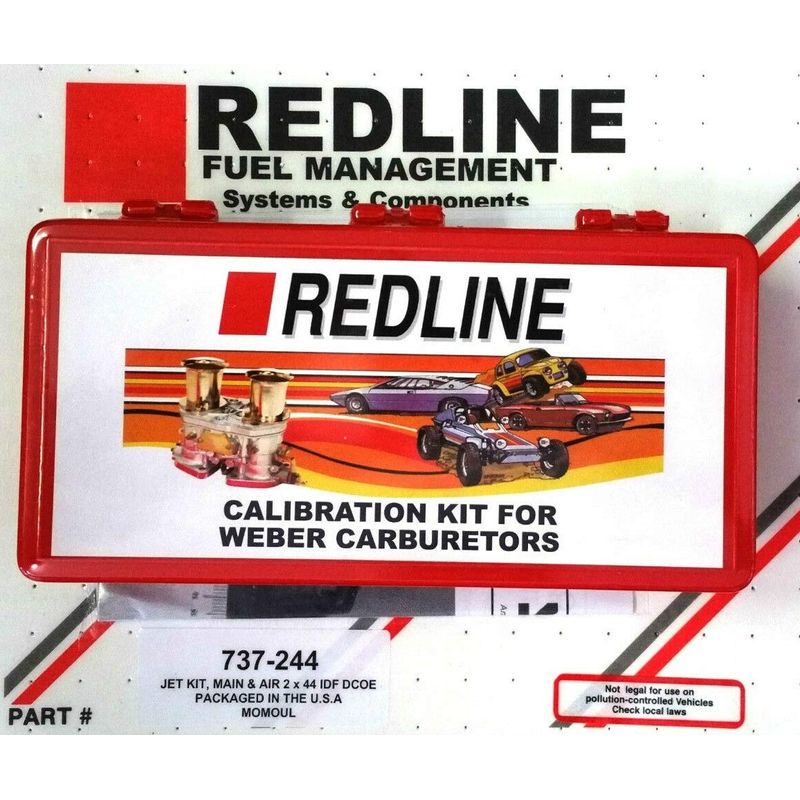 REDLINE
FUEL MANAGEMENT
Systems & Components
REDLINE
CALIBRATION KIT FOR
WEBER CARBURETORS
737-244
JET KIT, MAIN & AIR 2 x 44 IDF DCOE
PACKAGED IN THE U.S.A
MOMOUL
PART #
Not legal for use on
pollution-controlled Vehicles
Check local laws